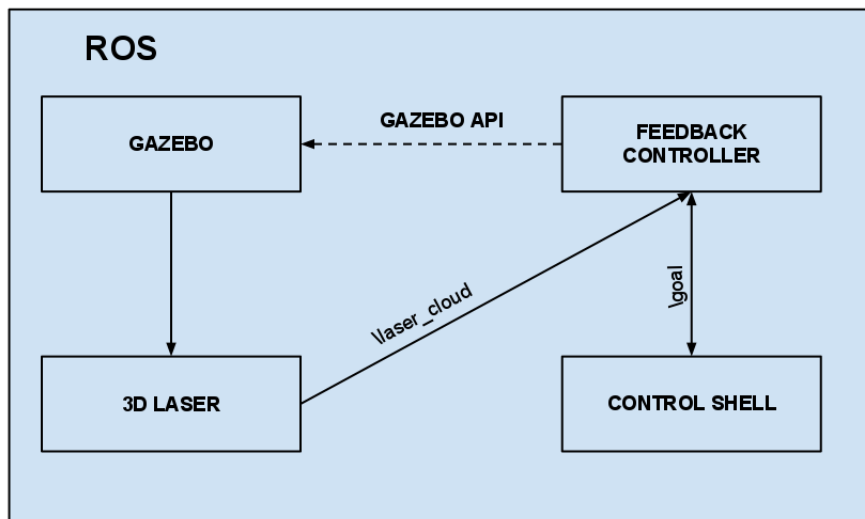 ROS
GAZEBO
GAZEBO API
FEEDBACK
CONTROLLER
\laser_cloud
\goal
3D LASER
CONTROL SHELL